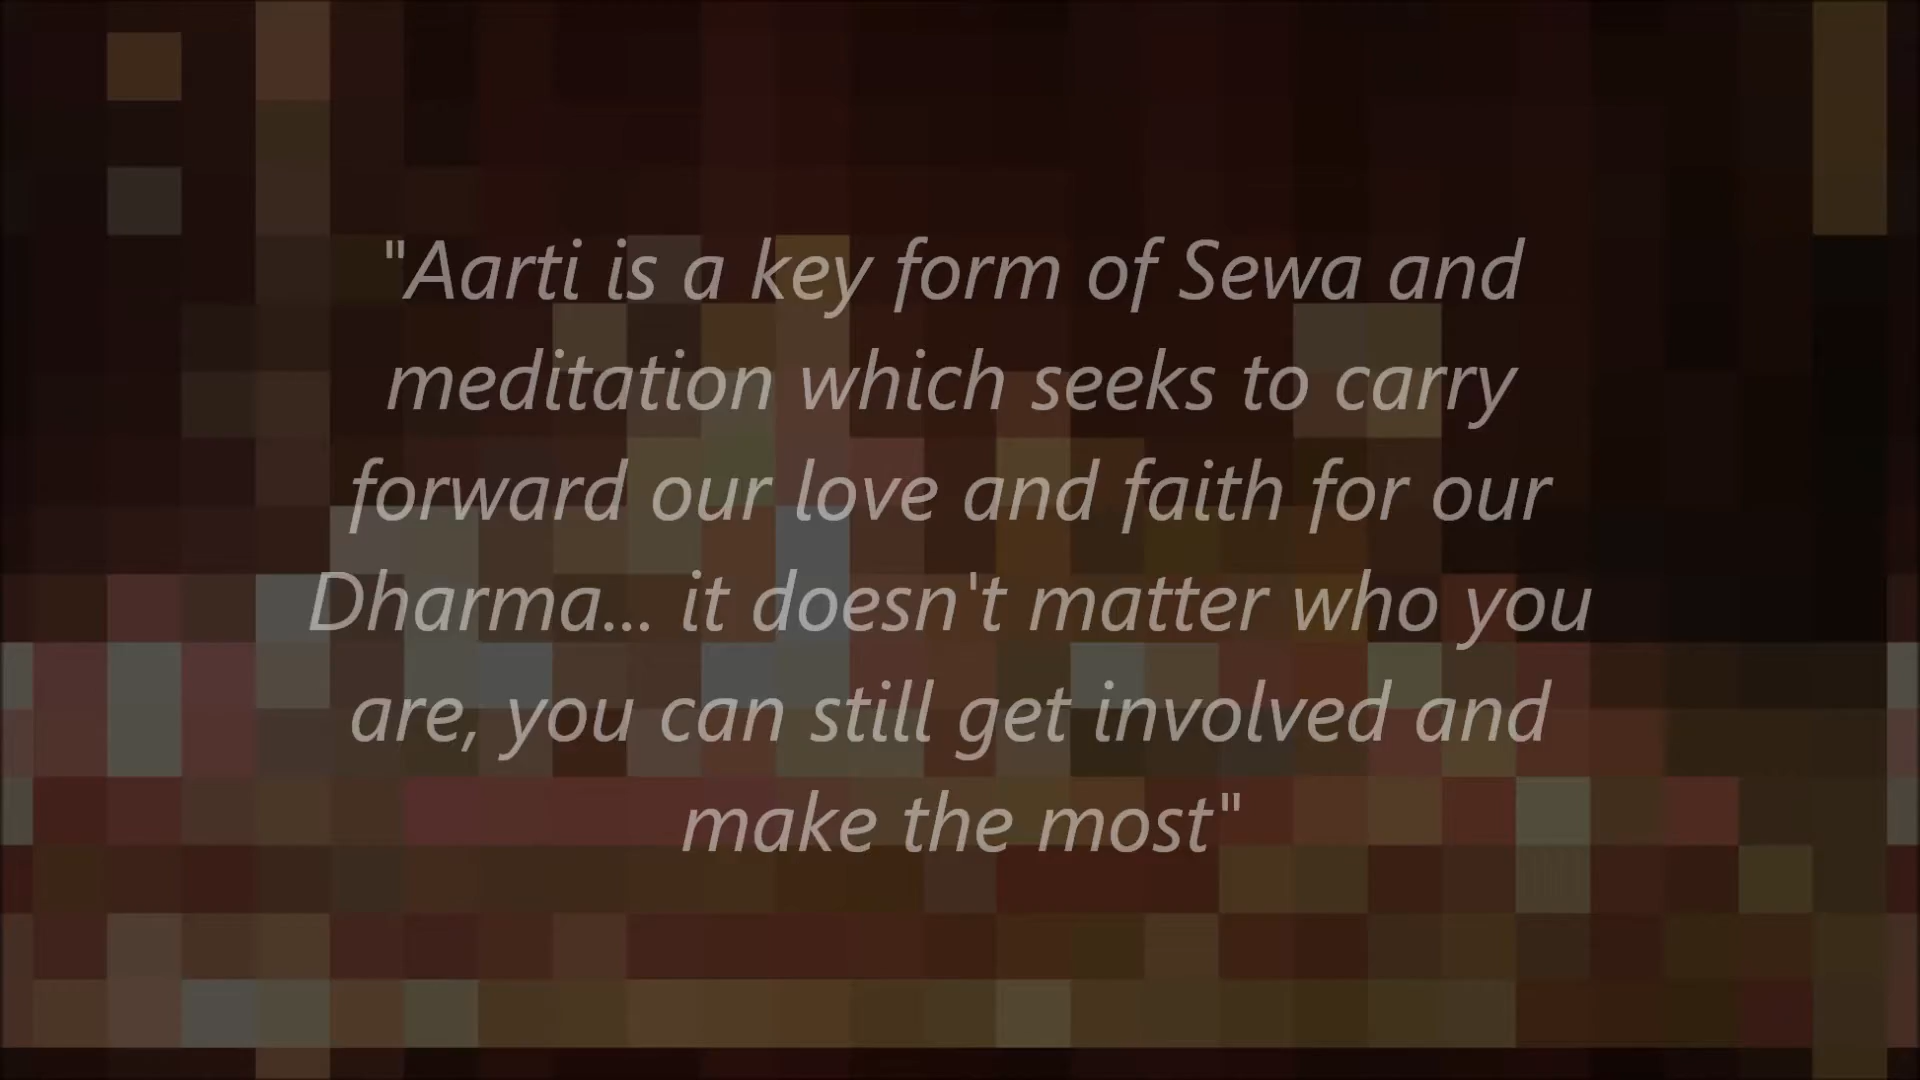 "Aarti is a key form of Sewa and
meditation which seeks to carry
forward our love and faith for our
Dharma... it doesn't matter who you
are, you can still get involved and
make the most"